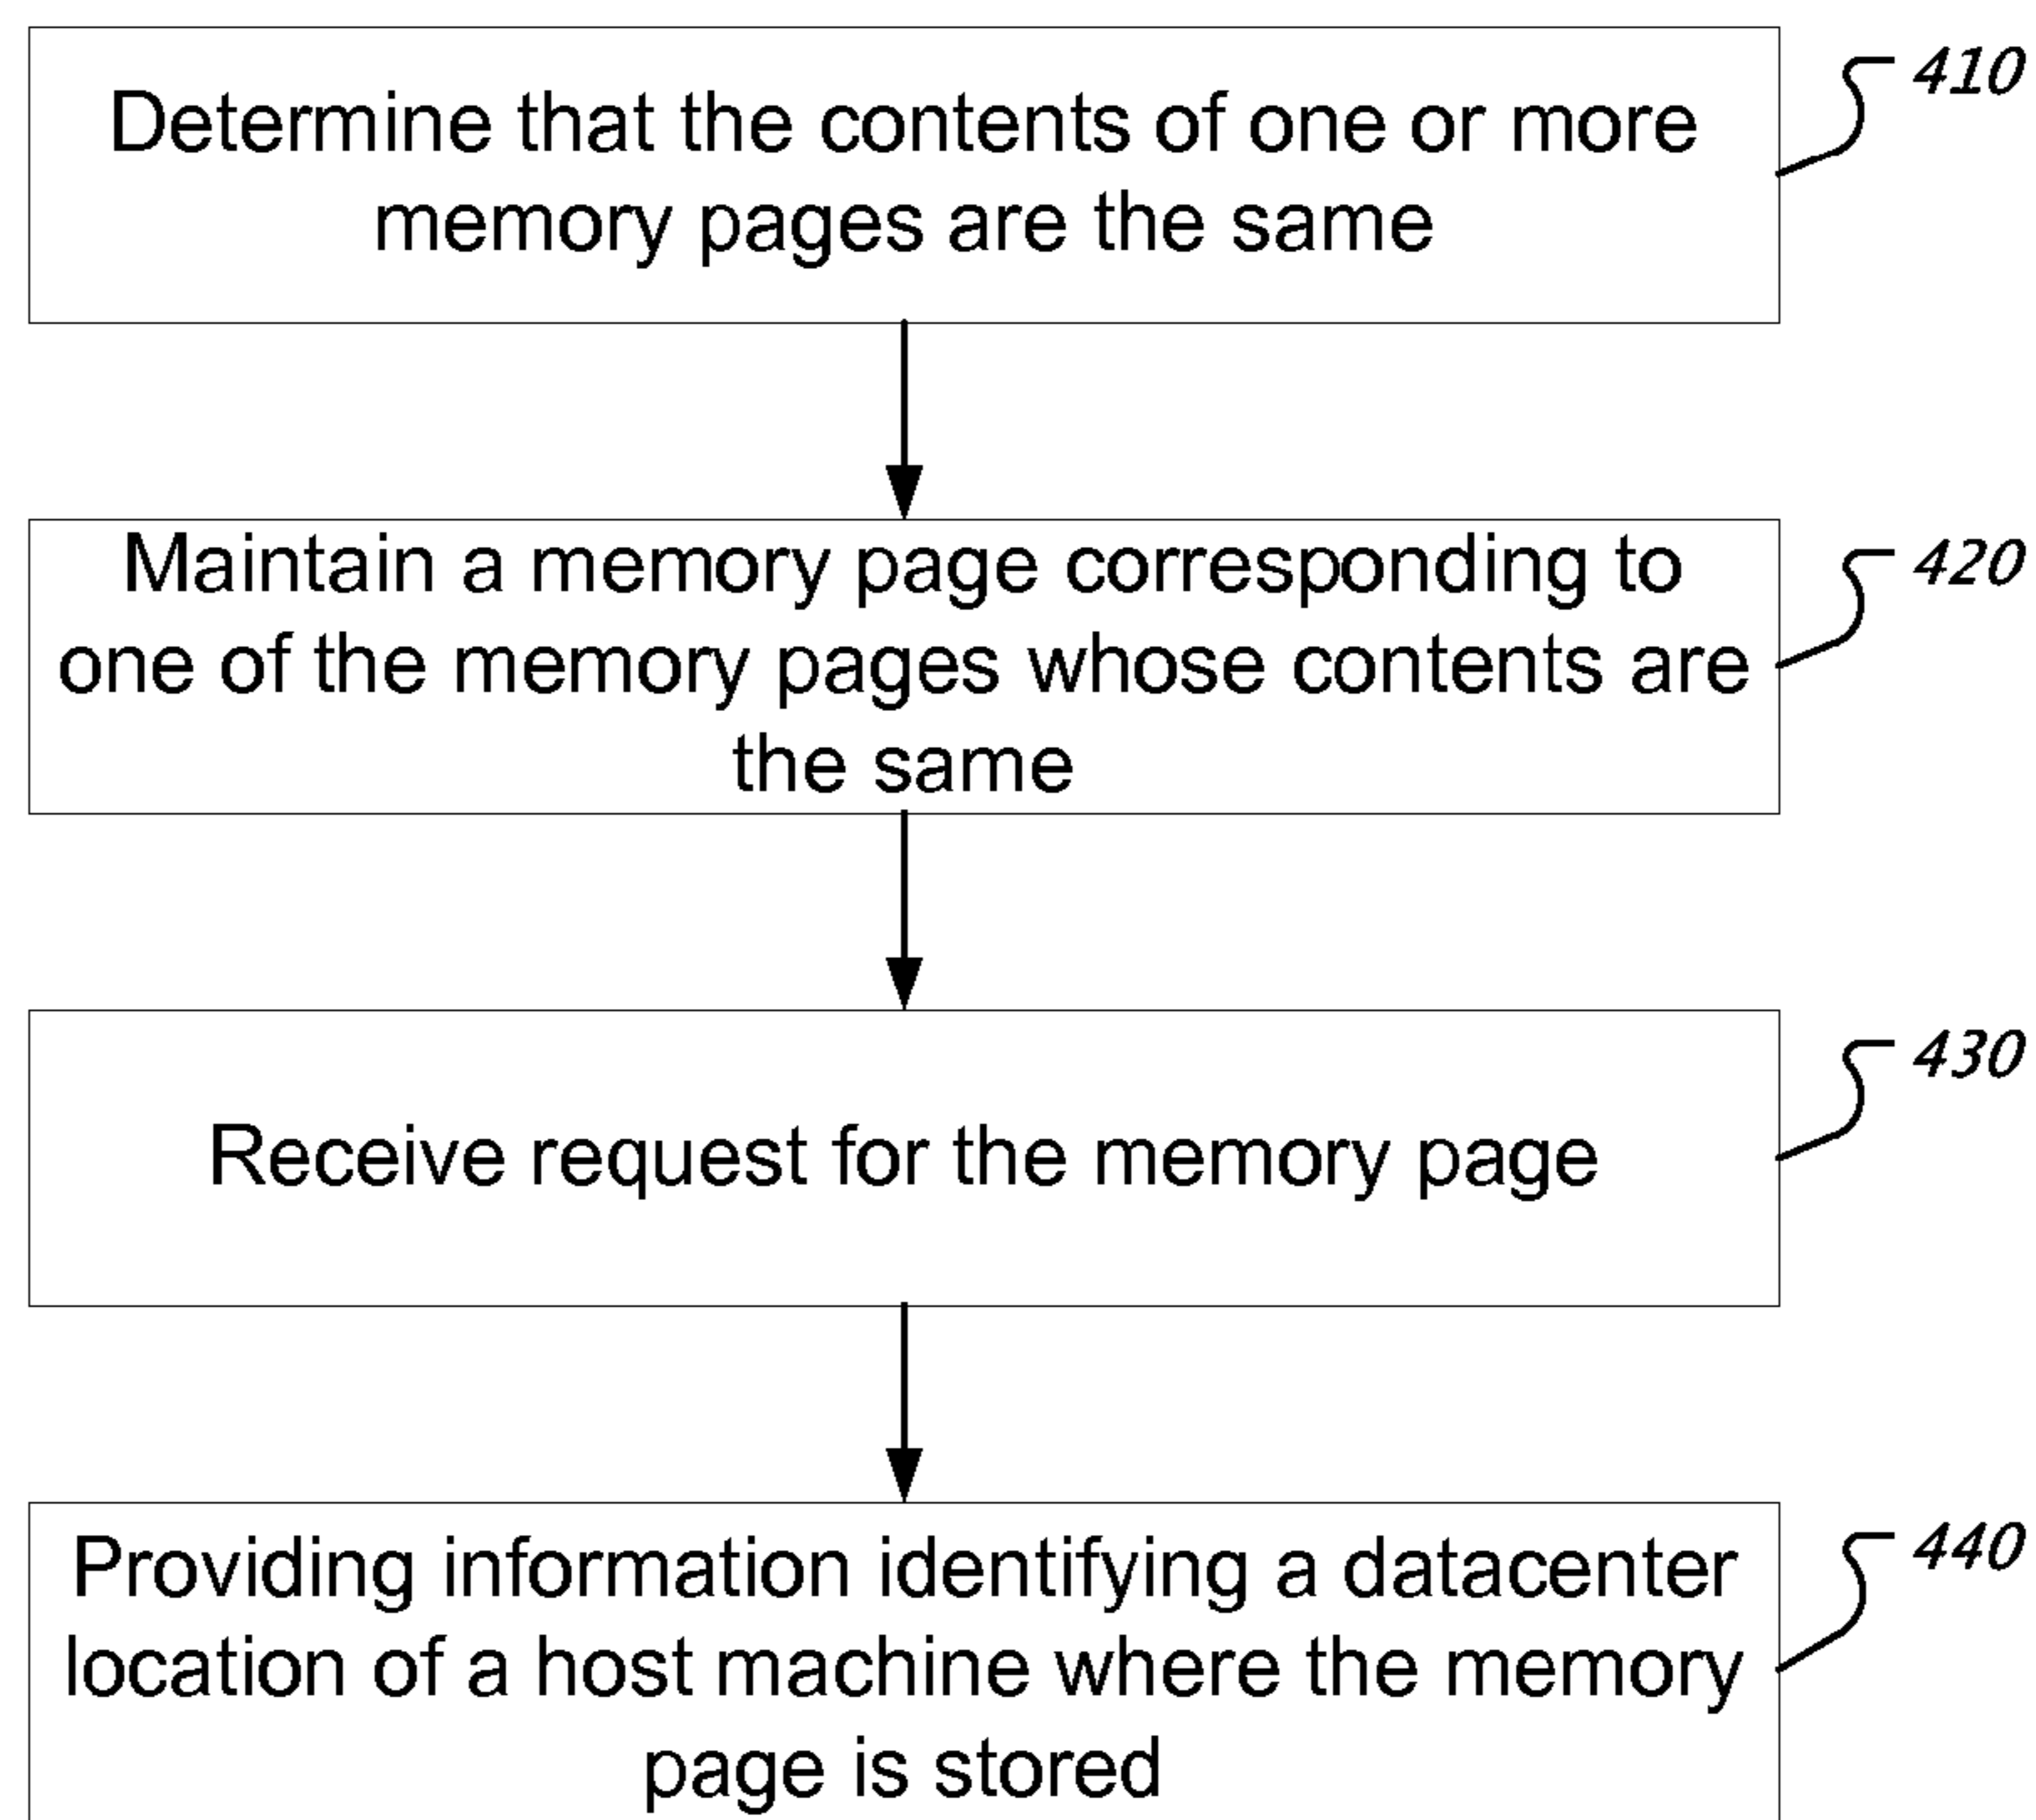 Determine that the contents of one or more
memory pages are the same
410
Maintain a memory page corresponding to
one of the memory pages whose contents are
the same
420
Receive request for the memory page
430
Providing information identifying a datacenter
location of a host machine where the memory
page is stored
440